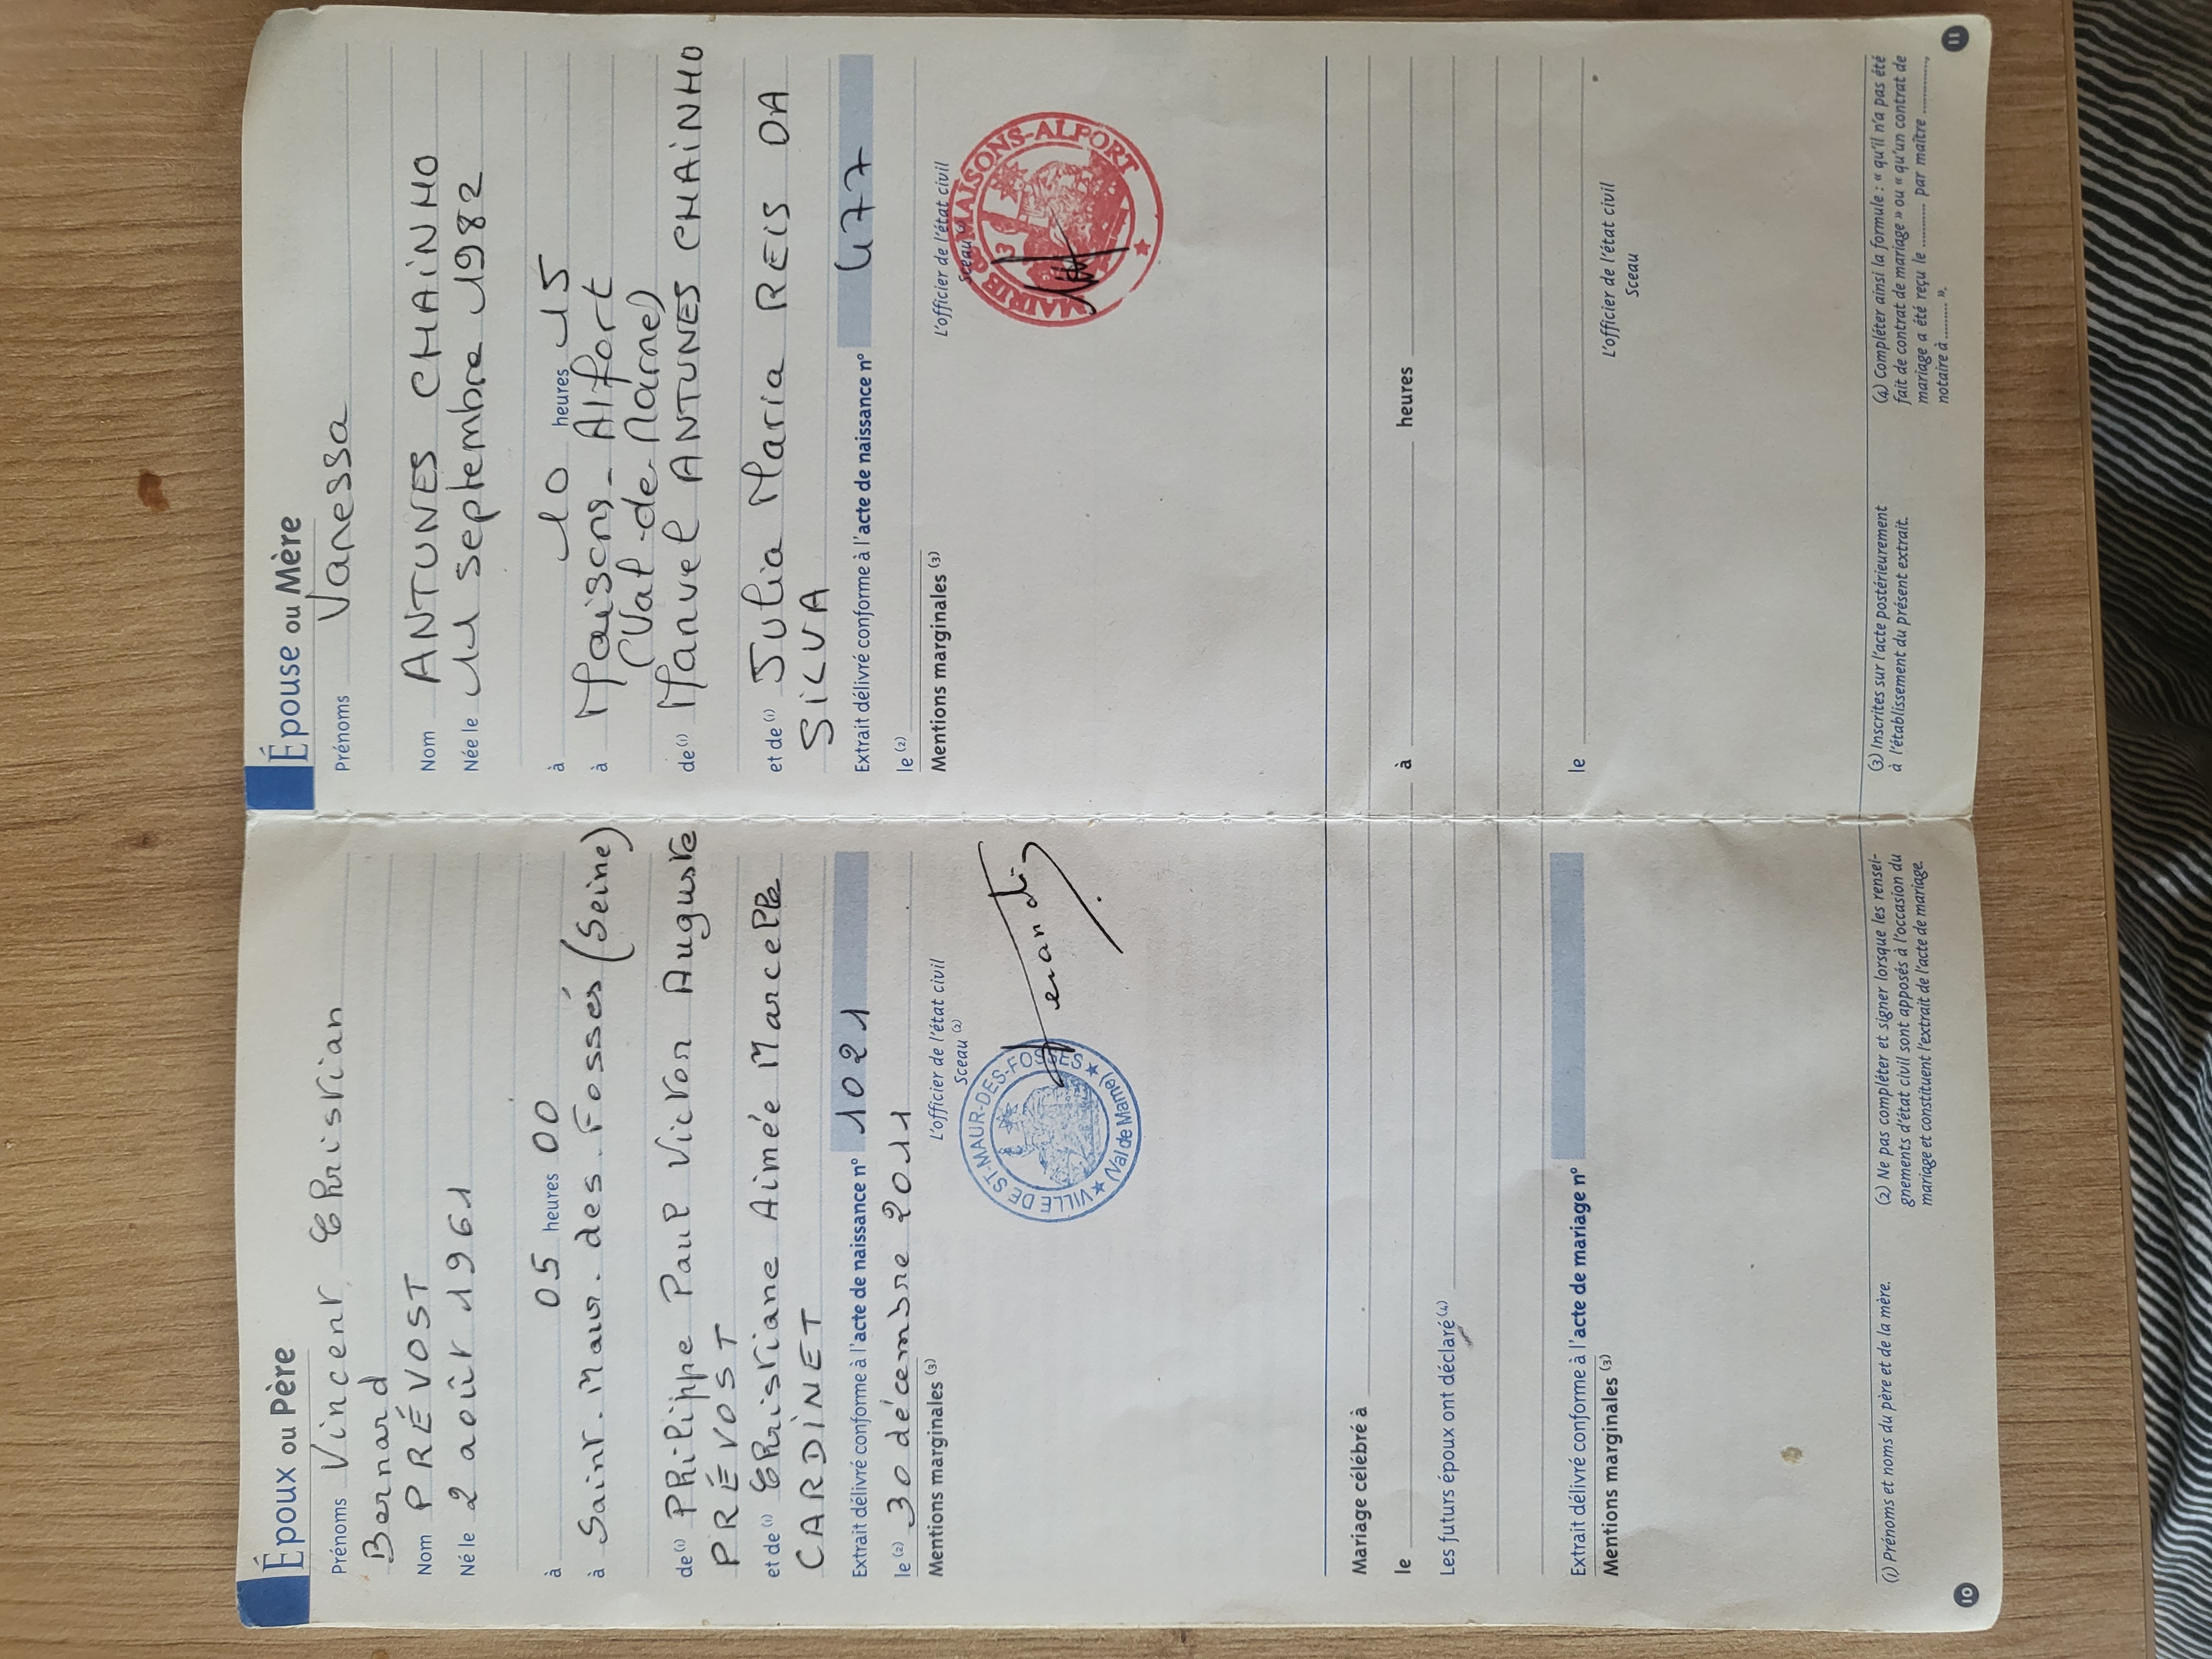 Époux ou Père
Prénoms Vincent, Christian
Bernard
Nom PRÉVOST
Né le 2 août 1961
à 05 heures 00
à Saint. Maur. des. Fossés (Seine)
de (1) Philippe Paul Victor Auguste
PRÉVOST
et de (1) Christiane Aimée Marcelle
CARDINET
Extrait délivré conforme à l'acte de naissance n° 1021
le (2) 30 décembre 2011
Mentions marginales (3)
L'officier de l'état civil
Sceau (2)
VILLE DE ST-MAUR-DES-FOSSÉS
(Val de Marne)
Mariage célébré à
le
Les futurs époux ont déclaré (4)
Extrait délivré conforme à l'acte de mariage n°
Mentions marginales (3)
(1) Prénoms et noms du père et de la mère.
(2) Ne pas compléter et signer lorsque les rensei-
gnements d'état civil sont apposés à l'occasion du
mariage et constituent l'extrait de l'acte de mariage.
10
Épouse ou Mère
Prénoms Vanessa
Nom ANTUNES CHAINHO
Née le 11 septembre 1982
à 10 heures 15
à Maisons-Alfort
(Val-de-Marne)
de (1) Manuel ANTUNES CHAINHO
et de (1) Julia Maria REIS DA
SILVA
Extrait délivré conforme à l'acte de naissance n° 477
le (2)
Mentions marginales (3)
L'officier de l'état civil
Sceau
MAIRIE DE MAISONS-ALFORT
3
à heures
le
L'officier de l'état civil
Sceau
(3) Inscrites sur l'acte postérieurement
à l'établissement du présent extrait.
(4) Compléter ainsi la formule : « qu'il n'a pas été
fait de contrat de mariage » ou « qu'un contrat de
mariage a été reçu le ........... par maître ...........,
notaire à ......... ».
11